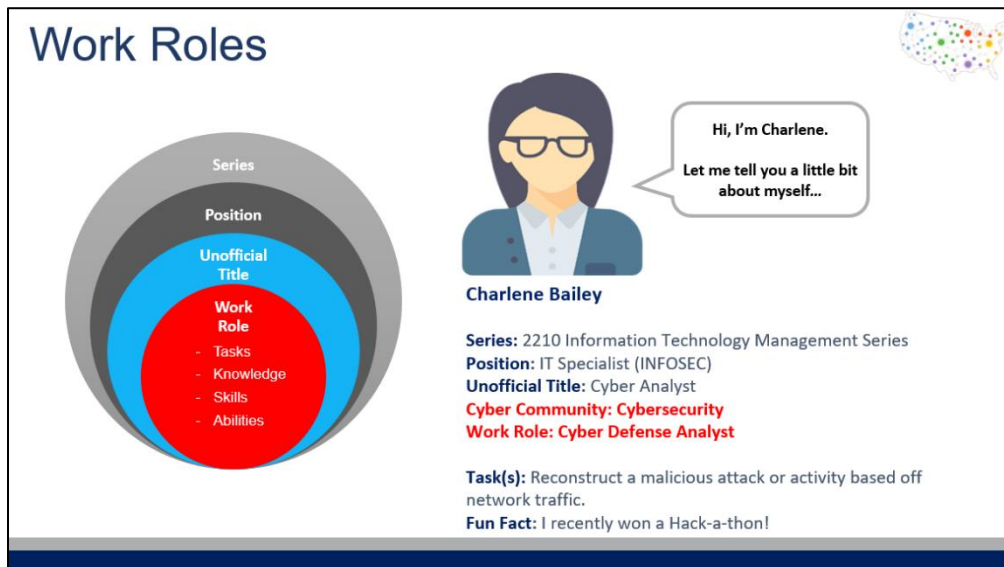 Work Roles
Series
Position
Unofficial
Title
Work
Role
- Tasks
- Knowledge
- Skills
- Abilities
Hi, I'm Charlene.
Let me tell you a little bit
about myself...
Charlene Bailey
Series: 2210 Information Technology Management Series
Position: IT Specialist (INFOSEC)
Unofficial Title: Cyber Analyst
Cyber Community: Cybersecurity
Work Role: Cyber Defense Analyst
Task(s): Reconstruct a malicious attack or activity based off
network traffic.
Fun Fact: I recently won a Hack-a-thon!